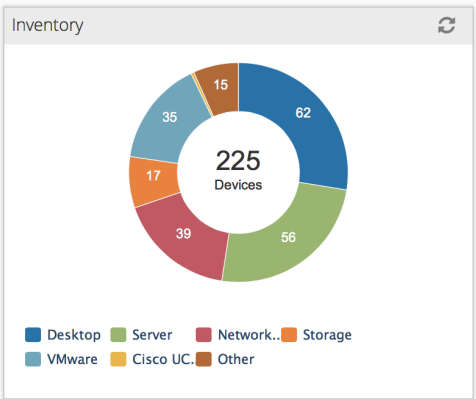 Inventory
15
62
35
225
Devices
17
39
56
Desktop Server Network.. Storage
VMware Cisco UC. Other